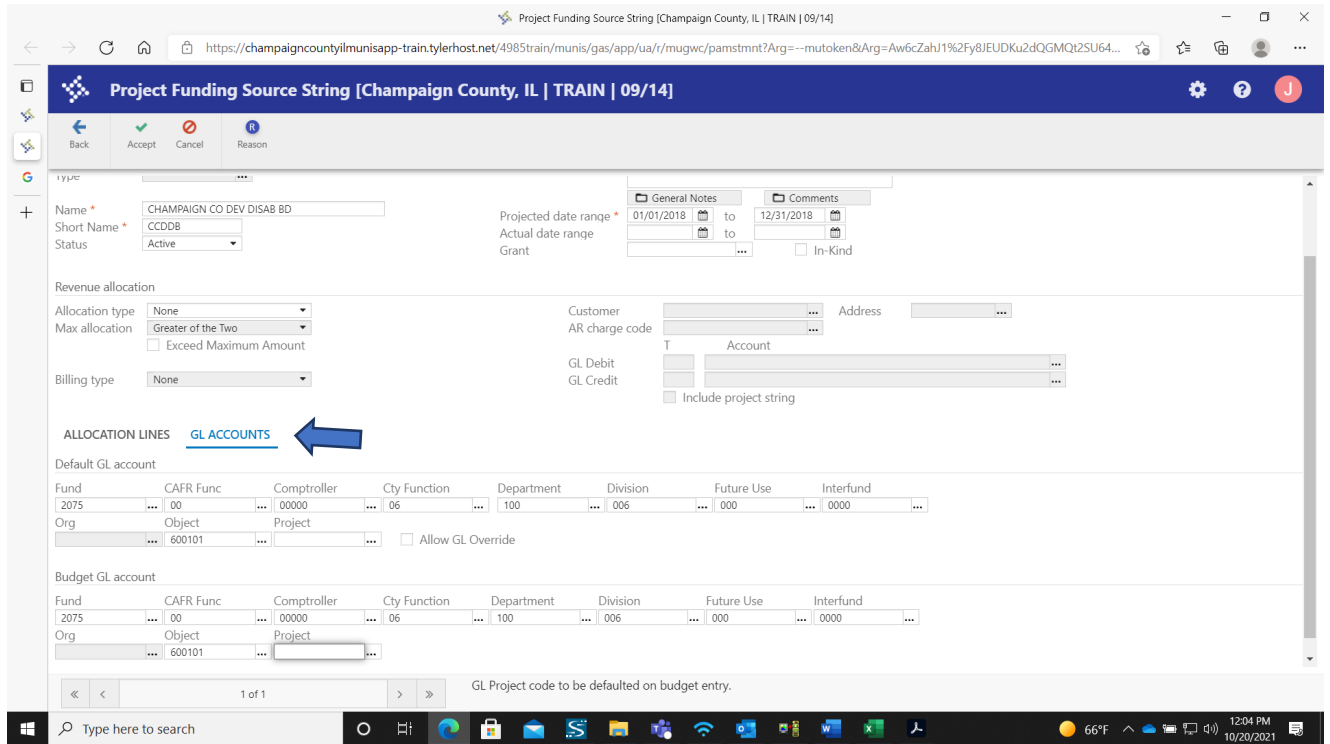 Project Funding Source String [Champaign County, IL | TRAIN | 09/14]
https://champaigncountyilmunisapp-train.tylerhost.net/4985train/munis/gas/app/ua/r/mugwc/pamstmnt?Arg=--mutoken&Arg=Aw6cZahJ1%2Fy8JEUDKu2dQGMQt2SU64...
Project Funding Source String [Champaign County, IL | TRAIN | 09/14]
J
R
Back Accept Cancel Reason
Type ...
General Notes Comments
Name * CHAMPAIGN CO DEV DISAB BD Projected date range * 01/01/2018 to 12/31/2018
Short Name * CCDDB Actual date range to
Status Active Grant ... In-Kind
Revenue allocation
Allocation type None Customer ... Address ...
Max allocation Greater of the Two AR charge code ...
Exceed Maximum Amount T Account
GL Debit ...
Billing type None GL Credit ...
Include project string
ALLOCATION LINES GL ACCOUNTS
Default GL account
Fund CAFR Func Comptroller Cty Function Department Division Future Use Interfund
2075 ... 00 ... 00000 ... 06 ... 100 ... 006 ... 000 ... 0000 ...
Org Object Project
... 600101 ... ... Allow GL Override
Budget GL account
Fund CAFR Func Comptroller Cty Function Department Division Future Use Interfund
2075 ... 00 ... 00000 ... 06 ... 100 ... 006 ... 000 ... 0000 ...
Org Object Project
... 600101 ... ...
1 of 1 GL Project code to be defaulted on budget entry.
Type here to search 66°F 12:04 PM
10/20/2021